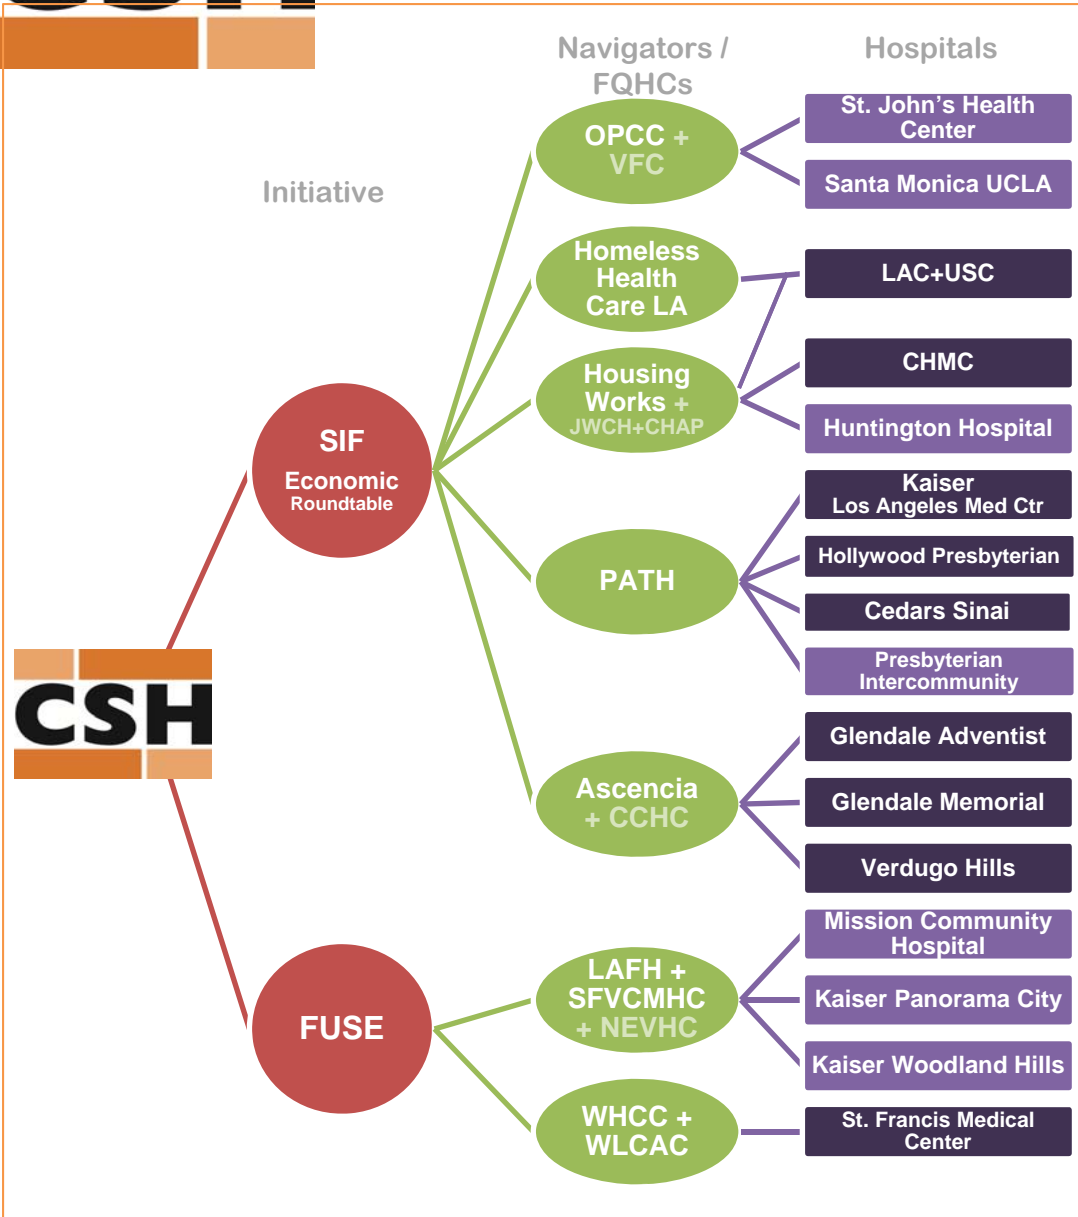 Navigators /
FQHCs
Hospitals
Initiative
OPCC +
VFC
St. John's Health
Center
Santa Monica UCLA
Homeless
Health
Care LA
LAC+USC
Housing
Works +
JWCH+CHAP
CHMC
Huntington Hospital
SIF
Economic
Roundtable
PATH
Kaiser
Los Angeles Med Ctr
Hollywood Presbyterian
Cedars Sinai
Presbyterian
Intercommunity
CSH
Ascencia
+ CCHC
Glendale Adventist
Glendale Memorial
Verdugo Hills
FUSE
LAFH +
SFVCMHC
+ NEVHC
Mission Community
Hospital
Kaiser Panorama City
Kaiser Woodland Hills
WHCC +
WLCAC
St. Francis Medical
Center